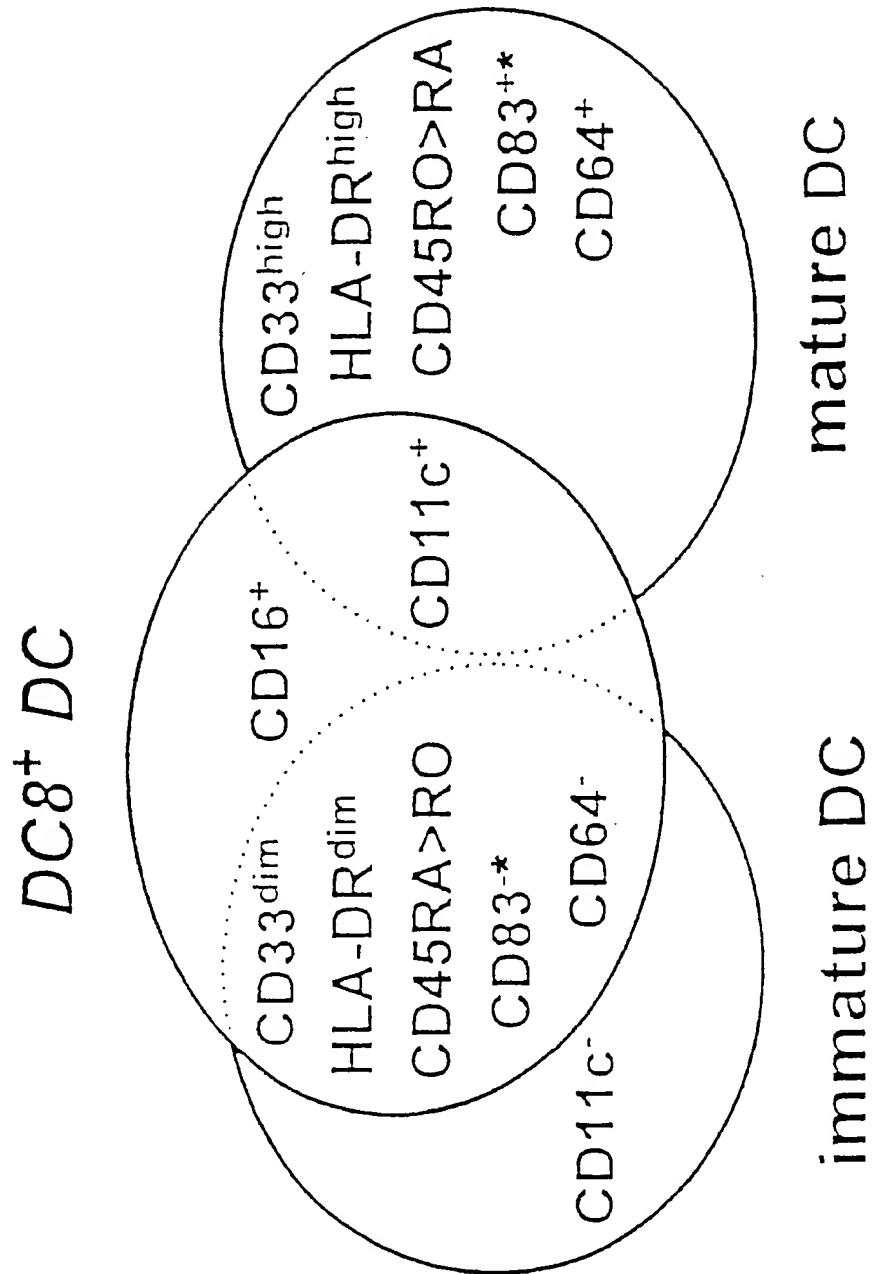 DC8⁺ DC
CD16⁺
CD33ᵈⁱᵐ
HLA-DRᵈⁱᵐ
CD45RA>RO
CD83⁻*
CD64⁻
CD11c⁻
CD11c⁺
CD33ʰⁱᵍʰ
HLA-DRʰⁱᵍʰ
CD45RO>RA
CD83⁺*
CD64⁺
immature DC
mature DC